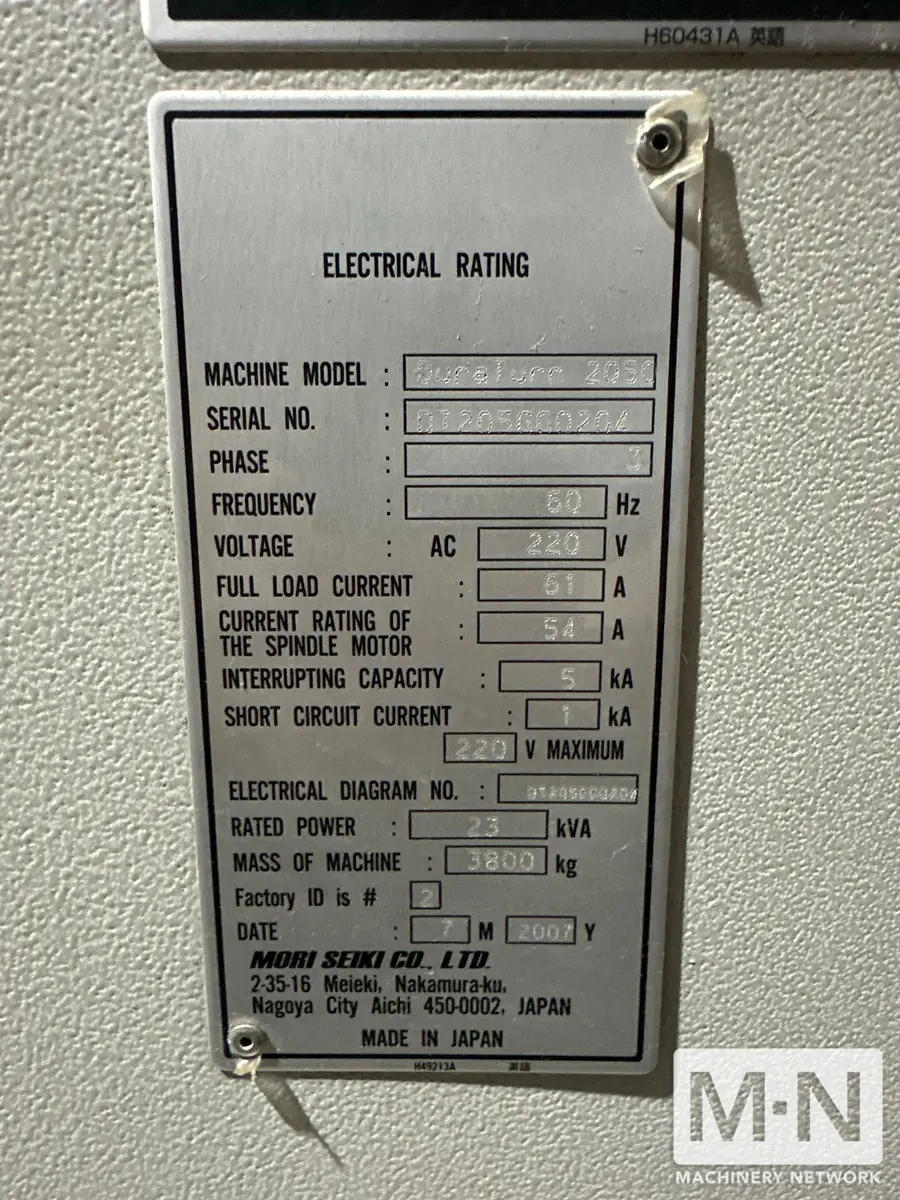 H60431A 英語
ELECTRICAL RATING
MACHINE MODEL : DuraTurn 2050
SERIAL NO. : DT205GG0204
PHASE : 3
FREQUENCY : 60 Hz
VOLTAGE : AC 220 V
FULL LOAD CURRENT : 61 A
CURRENT RATING OF
THE SPINDLE MOTOR : 54 A
INTERRUPTING CAPACITY : 5 kA
SHORT CIRCUIT CURRENT : 1 kA
220 V MAXIMUM
ELECTRICAL DIAGRAM NO. :
RATED POWER : 23 kVA
MASS OF MACHINE : 3800 kg
Factory ID is # 2
DATE : 7 M 2007 Y
MORI SEIKI CO., LTD.
2-35-16 Meieki, Nakamura-ku,
Nagoya City Aichi 450-0002, JAPAN
MADE IN JAPAN
H49213A 英語
M·N
MACHINERY NETWORK